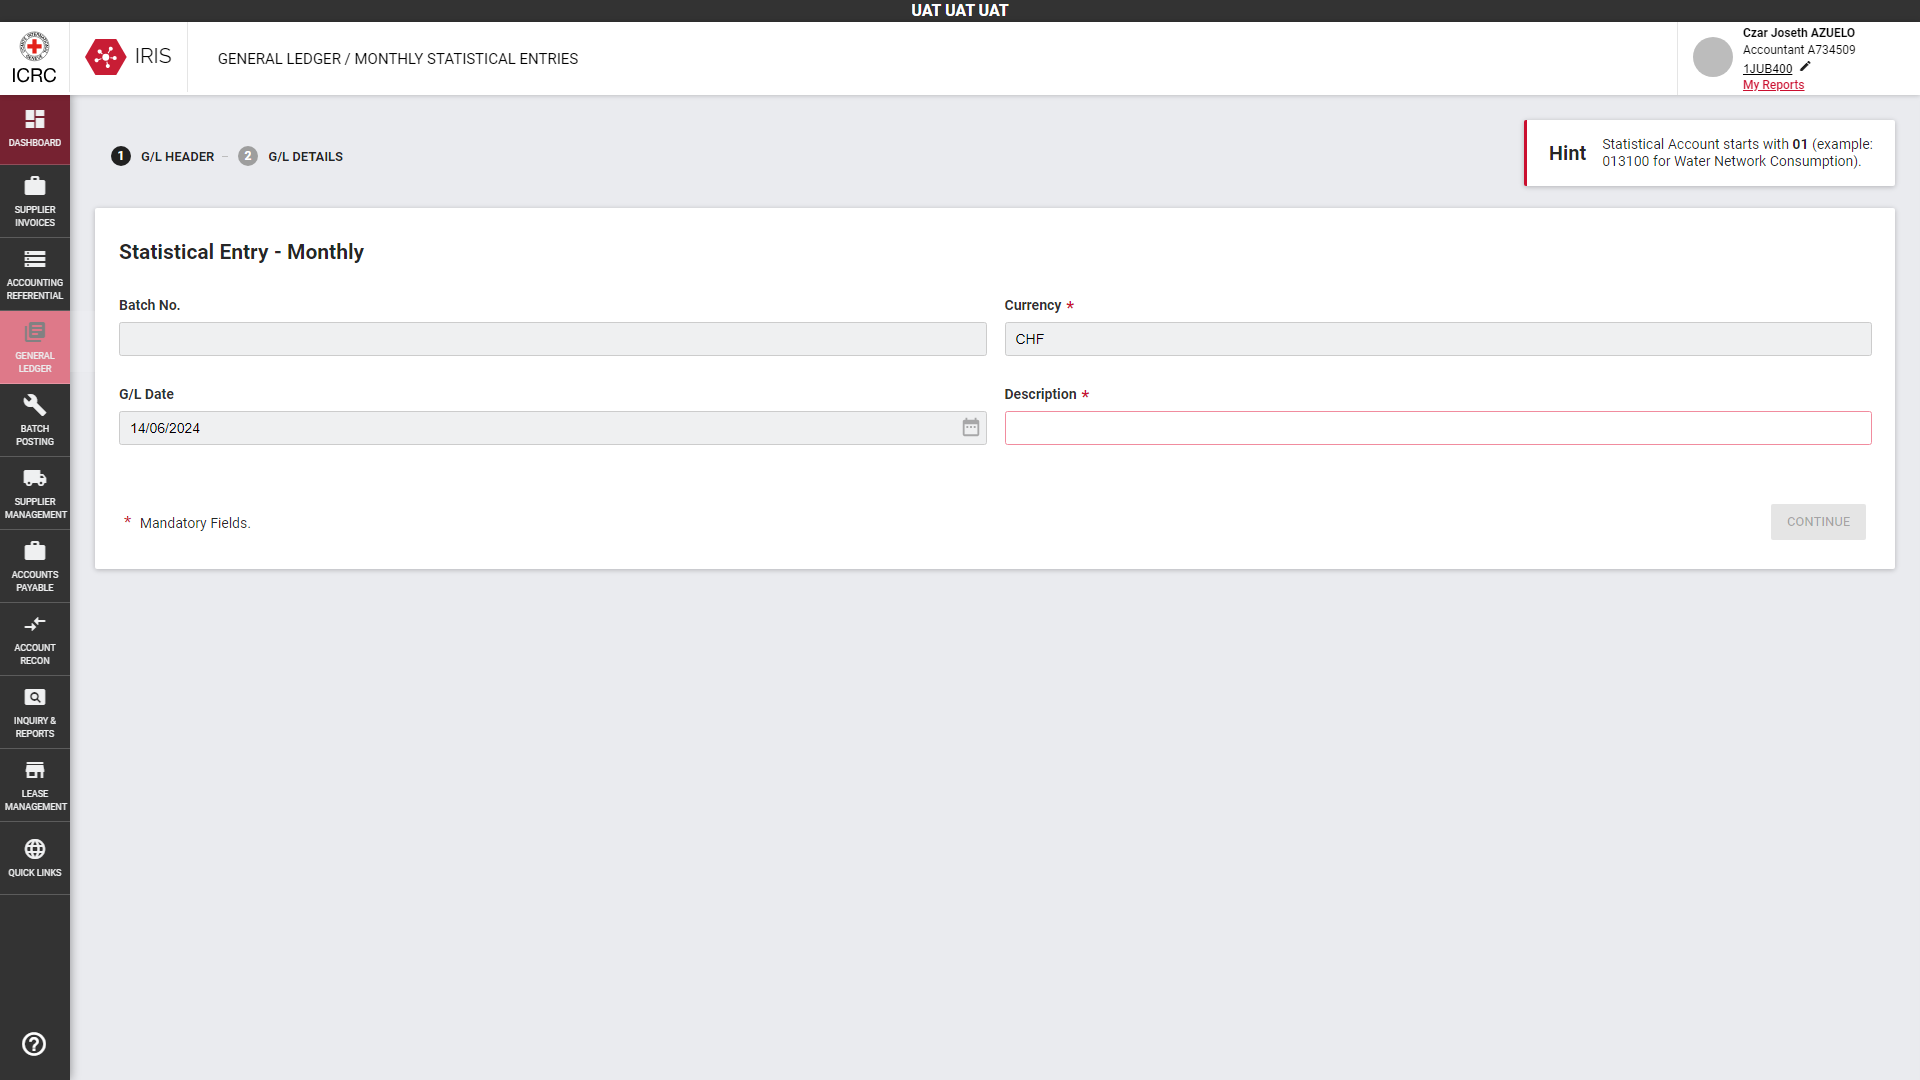 UAT UAT UAT
ICRC
IRIS
GENERAL LEDGER / MONTHLY STATISTICAL ENTRIES
Czar Joseth AZUELO
Accountant A734509
1JUB400
My Reports
DASHBOARD
SUPPLIER
INVOICES
ACCOUNTING
REFERENTIAL
GENERAL
LEDGER
BATCH
POSTING
SUPPLIER
MANAGEMENT
ACCOUNTS
PAYABLE
ACCOUNT
RECON
INQUIRY &
REPORTS
LEASE
MANAGEMENT
QUICK LINKS
1 G/L HEADER – 2 G/L DETAILS
Hint
Statistical Account starts with 01 (example:
013100 for Water Network Consumption).
Statistical Entry - Monthly
Batch No.
Currency *
CHF
G/L Date
14/06/2024
Description *
* Mandatory Fields.
CONTINUE